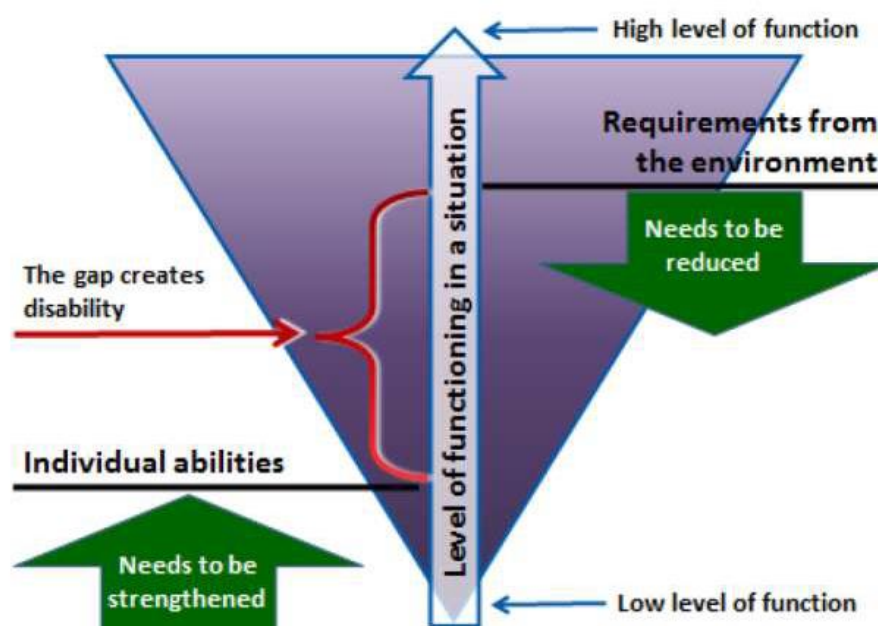 High level of function
Requirements from
the environment
Needs to be
reduced
Level of functioning in a situation
The gap creates
disability
Individual abilities
Needs to be
strengthened
Low level of function